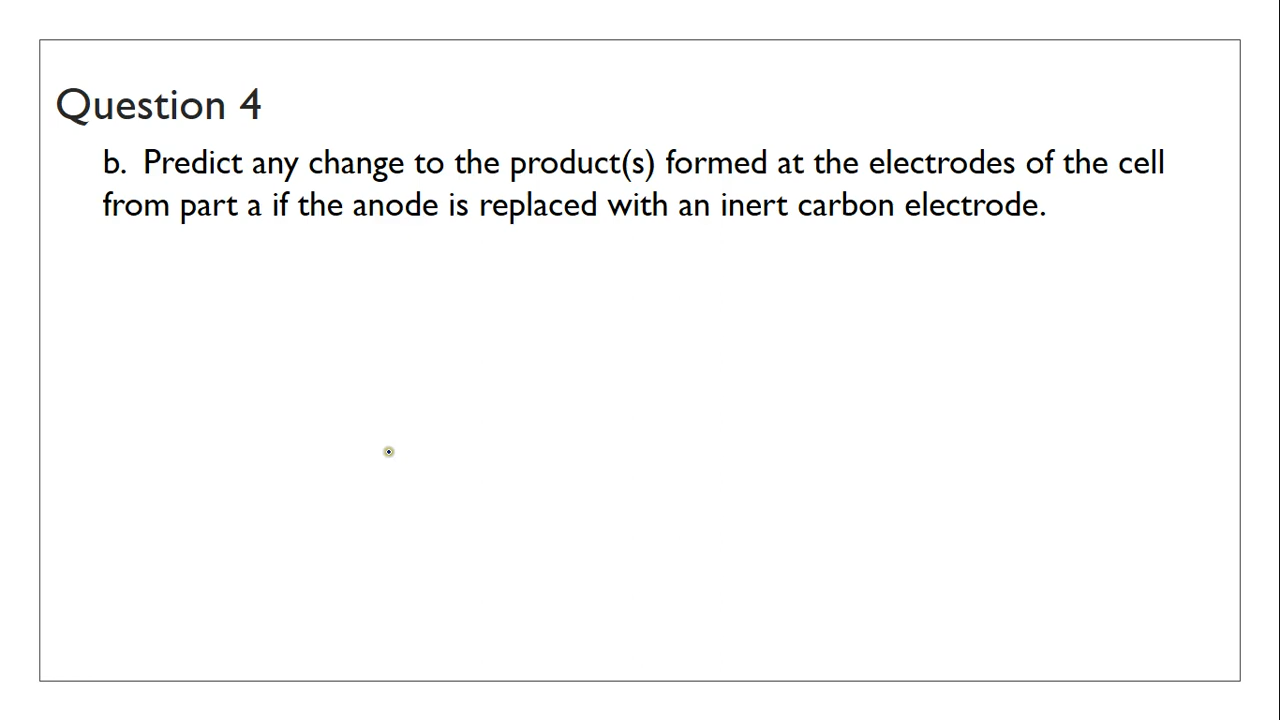 Question 4
b. Predict any change to the product(s) formed at the electrodes of the cell
from part a if the anode is replaced with an inert carbon electrode.